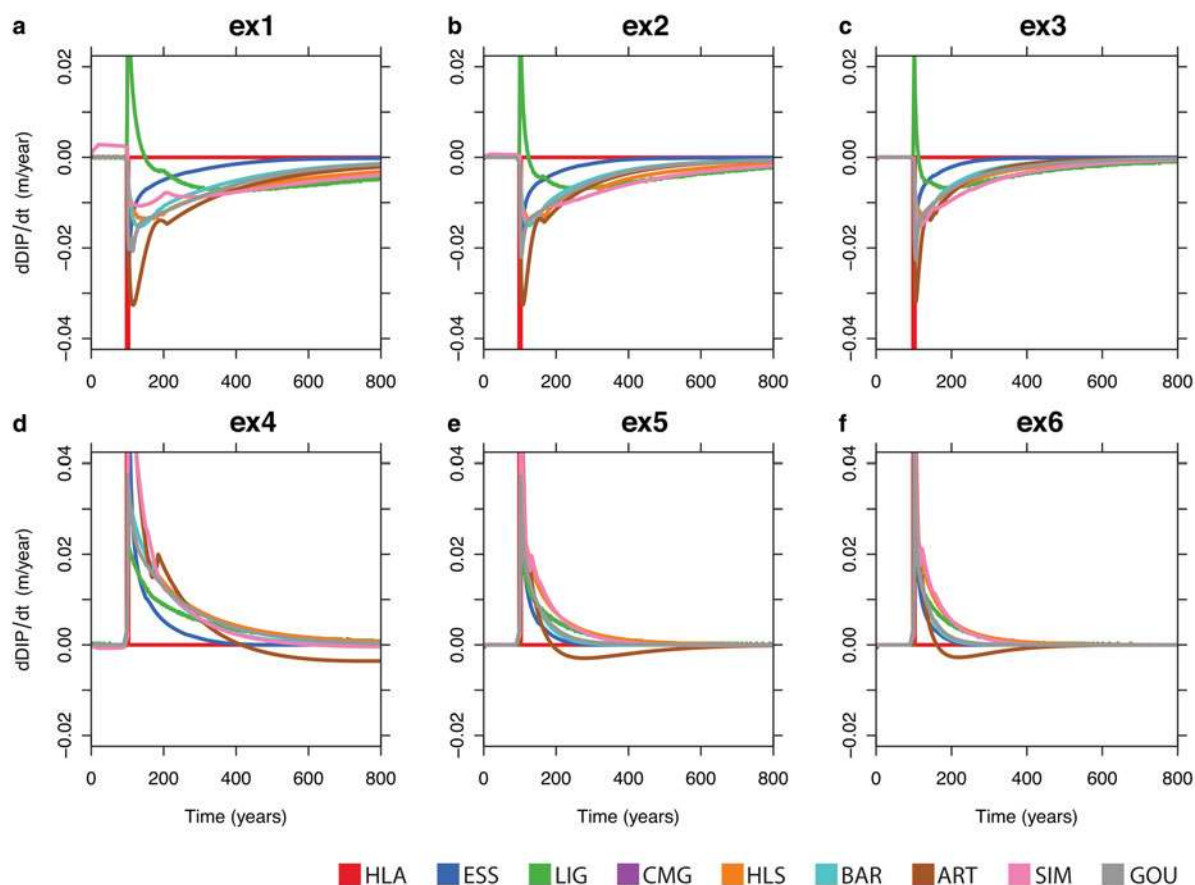 a ex1 b ex2 c ex3
0.02 0.02 0.02
0.00 0.00 0.00
−0.02 −0.02 −0.02
−0.04 −0.04 −0.04
dDIP/dt (m/year)
0 200 400 600 800 0 200 400 600 800 0 200 400 600 800
d ex4 e ex5 f ex6
0.04 0.04 0.04
0.02 0.02 0.02
0.00 0.00 0.00
−0.02 −0.02 −0.02
dDIP/dt (m/year)
0 200 400 600 800 0 200 400 600 800 0 200 400 600 800
Time (years) Time (years) Time (years)
HLA ESS LIG CMG HLS BAR ART SIM GOU